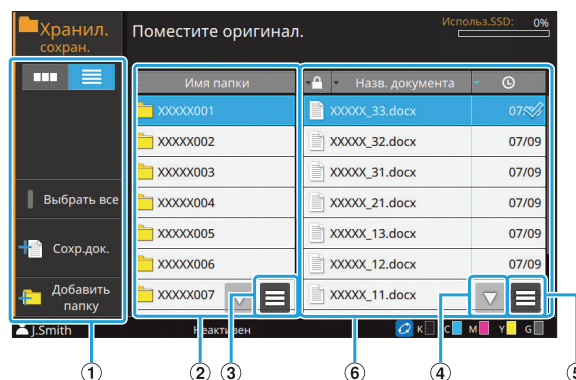 Хранил.
сохран.
Поместите оригинал.
Использ.SSD: 0%
Имя папки
Назв. документа
XXXXX001
XXXXX002
XXXXX003
XXXXX004
XXXXX005
XXXXX006
XXXXX007
XXXXX_33.docx 07/
XXXXX_32.docx 07/09
XXXXX_31.docx 07/09
XXXXX_21.docx 07/09
XXXXX_13.docx 07/09
XXXXX_12.docx 07/09
XXXXX_11.docx
Выбрать все
Сохр.док.
Добавить
папку
J.Smith
Неактивен
K C M Y G
1 2 3 6 4 5